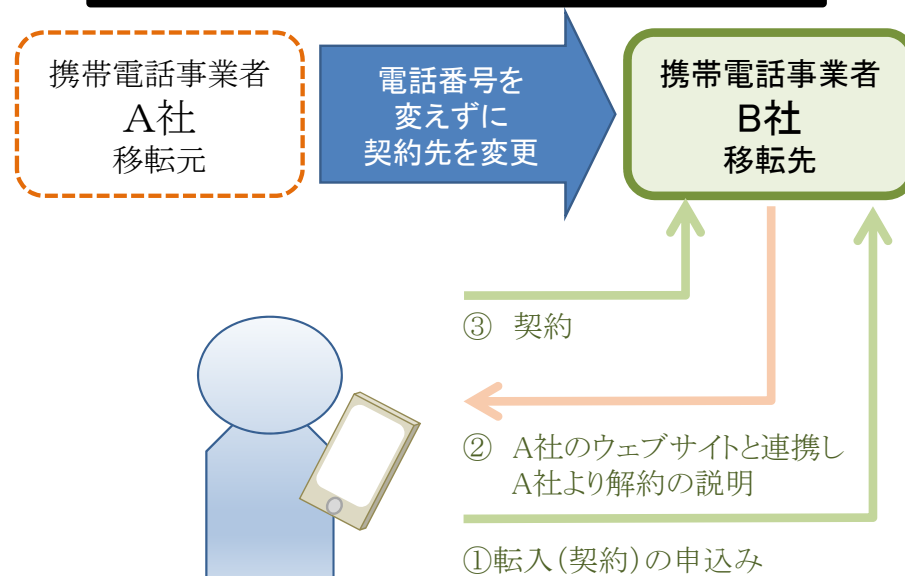 携帯電話事業者
A社
移転元
電話番号を
変えずに
契約先を変更
携帯電話事業者
B社
移転先
③ 契約
② A社のウェブサイトと連携し
A社より解約の説明
①転入(契約)の申込み